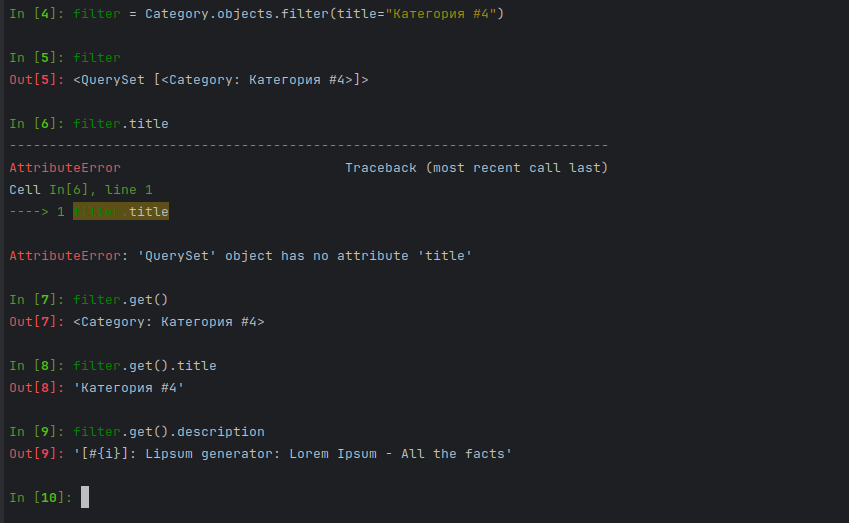 In [4]: filter = Category.objects.filter(title="Категория #4")
In [5]: filter
Out[5]: <QuerySet [<Category: Категория #4>]>
In [6]: filter.title
---------------------------------------------------------------------------
AttributeError                            Traceback (most recent call last)
Cell In[6], line 1
----> 1 filter.title
AttributeError: 'QuerySet' object has no attribute 'title'
In [7]: filter.get()
Out[7]: <Category: Категория #4>
In [8]: filter.get().title
Out[8]: 'Категория #4'
In [9]: filter.get().description
Out[9]: '[#{i}]: Lipsum generator: Lorem Ipsum - All the facts'
In [10]: